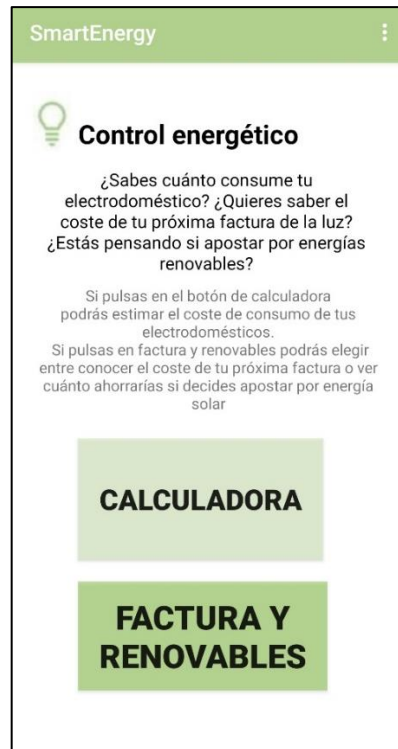 SmartEnergy
Control energético
¿Sabes cuánto consume tu
electrodoméstico? ¿Quieres saber el
coste de tu próxima factura de la luz?
¿Estás pensando si apostar por energías
renovables?
Si pulsas en el botón de calculadora
podrás estimar el coste de consumo de tus
electrodomésticos.
Si pulsas en factura y renovables podrás elegir
entre conocer el coste de tu próxima factura o ver
cuánto ahorrarías si decides apostar por energía
solar
CALCULADORA
FACTURA Y
RENOVABLES